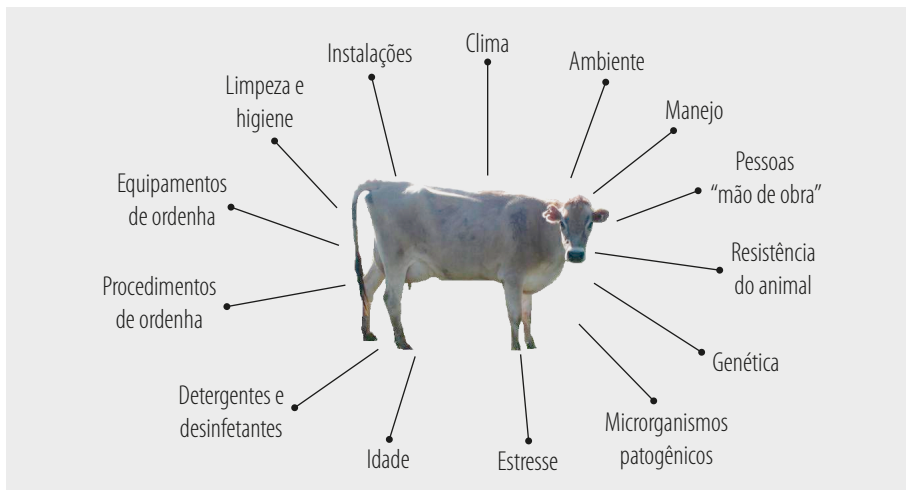 Clima
Instalações
Ambiente
Limpeza e
higiene
Manejo
Equipamentos
de ordenha
Pessoas
“mão de obra”
Procedimentos
de ordenha
Resistência
do animal
Detergentes e
desinfetantes
Genética
Idade
Estresse
Microrganismos
patogênicos